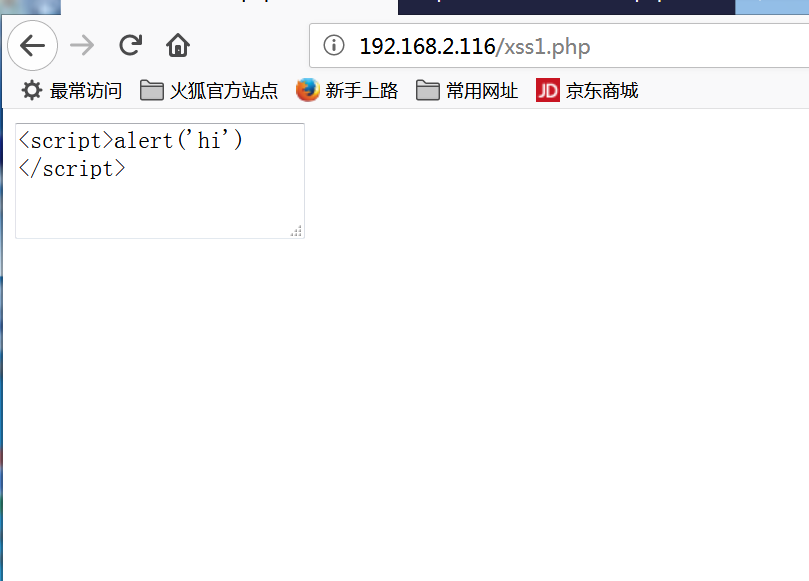 192.168.2.116/xss1.php
最常访问 火狐官方站点 新手上路 常用网址 JD 京东商城
<script>alert('hi')
</script>